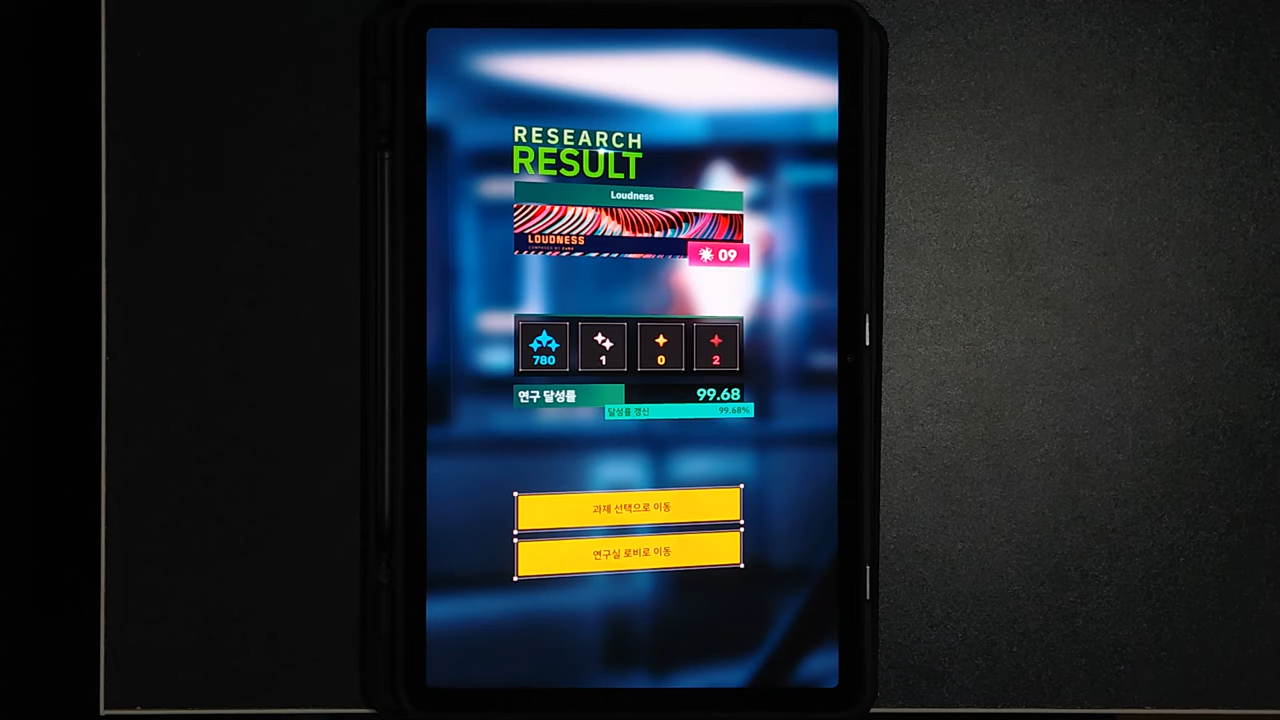 RESEARCH
RESULT
Loudness
LOUDNESS
09
780 1 0 2
연구 달성률 99.68
달성률 갱신 99.68%
과제 선택으로 이동
연구실 로비로 이동